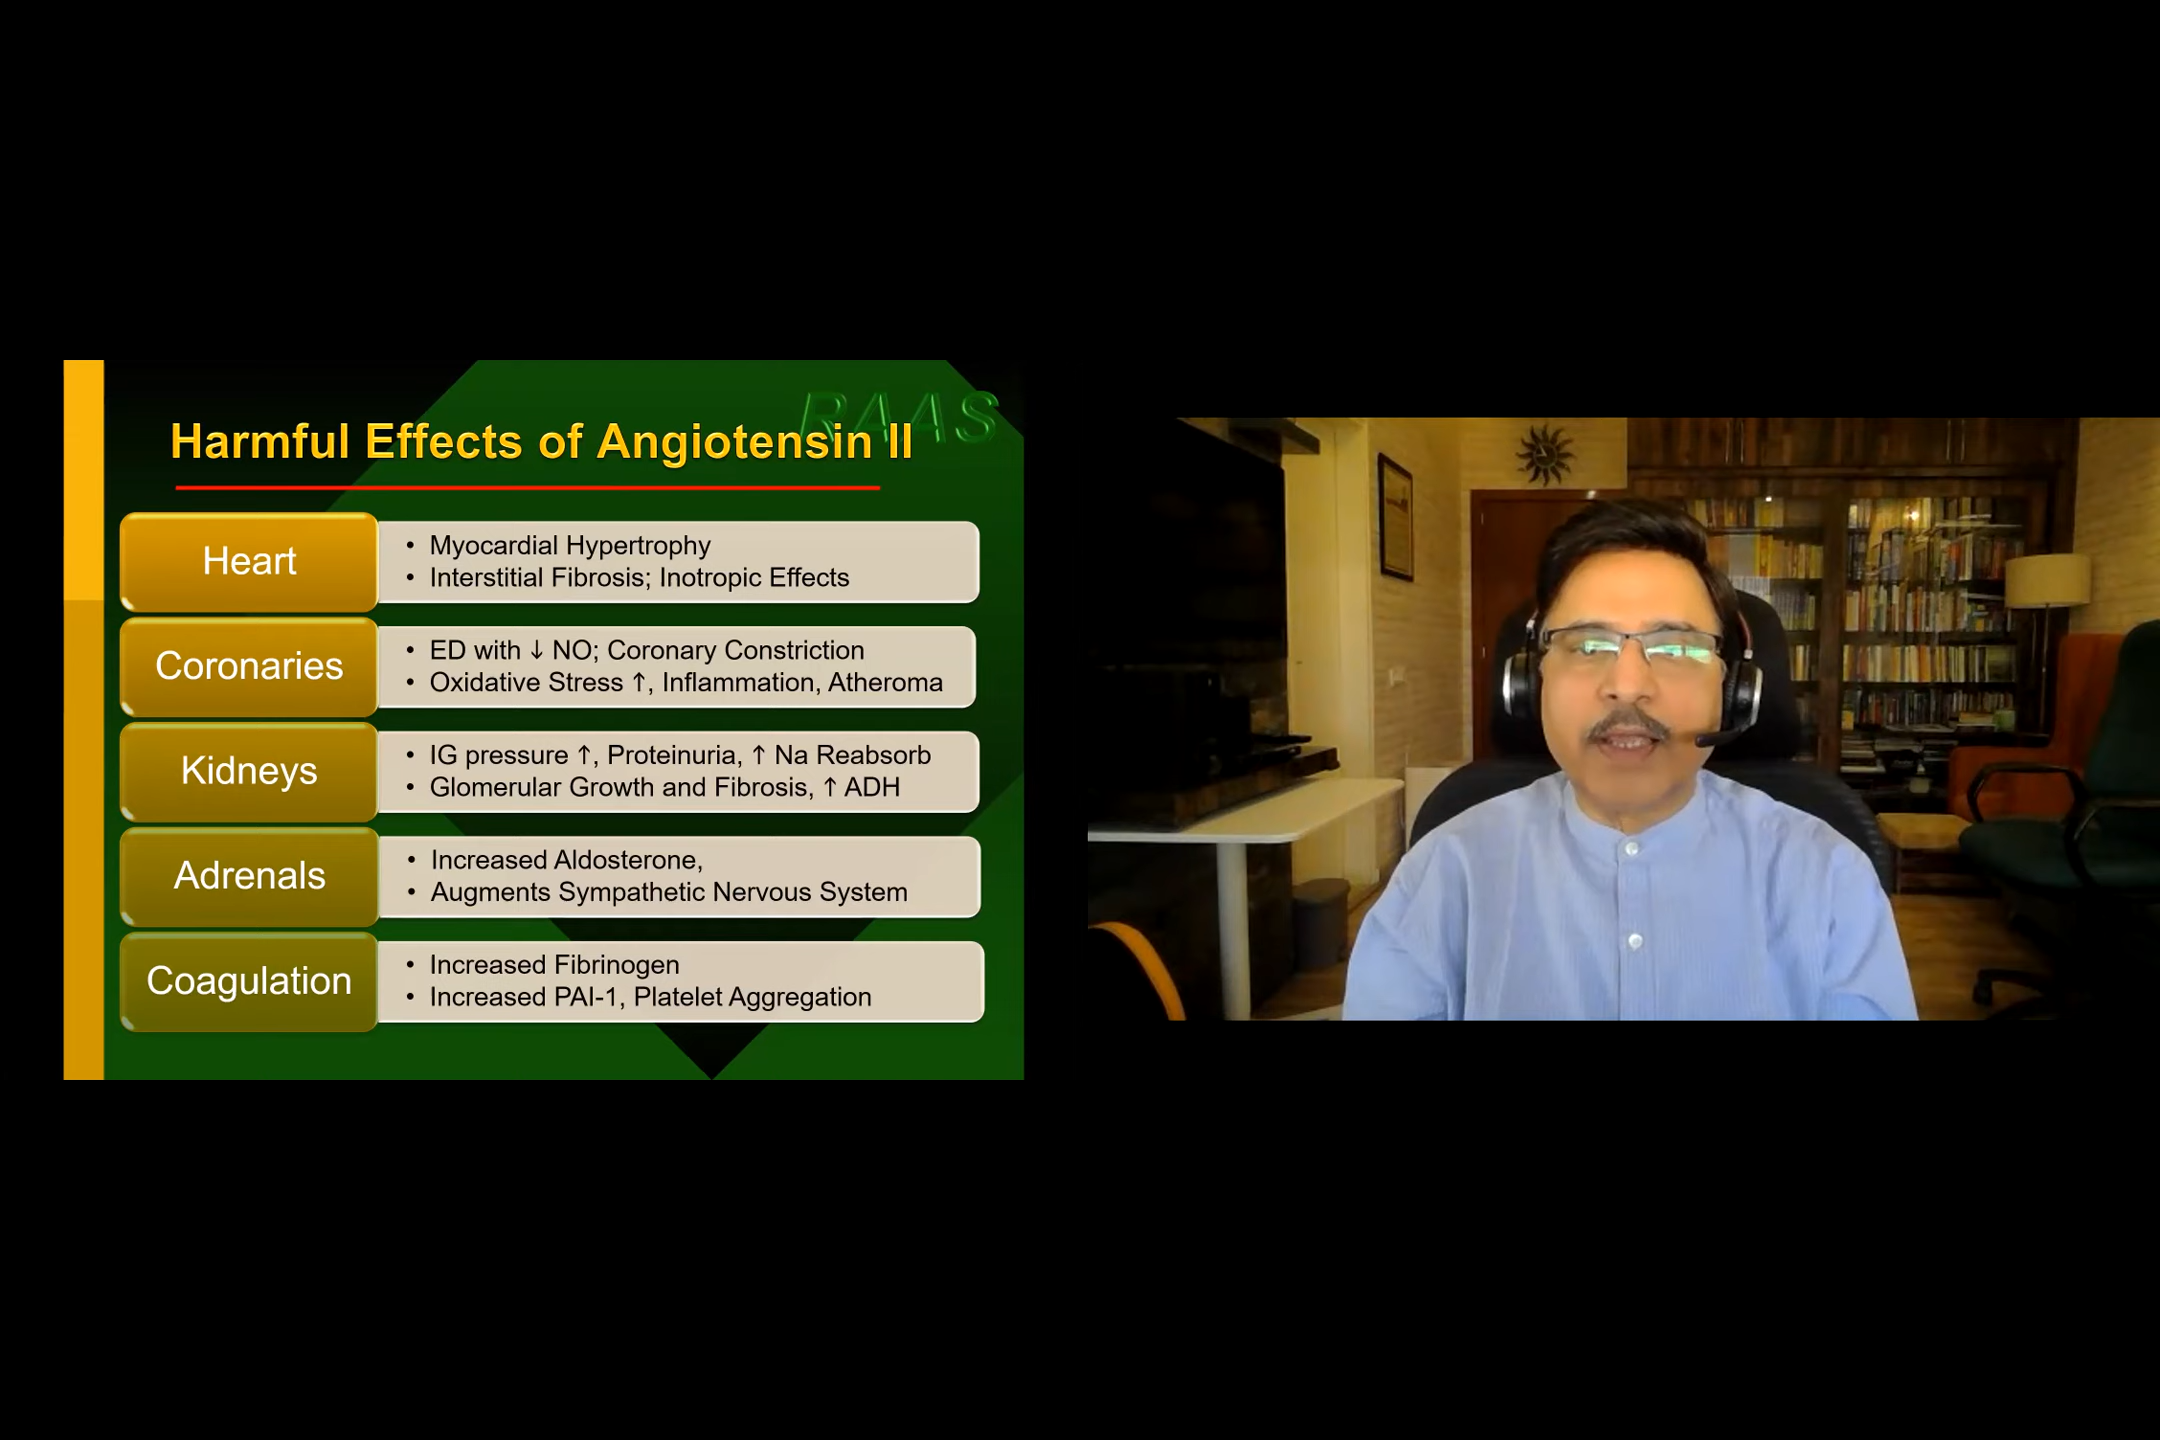 RAAS
Harmful Effects of Angiotensin II
Heart
• Myocardial Hypertrophy
• Interstitial Fibrosis; Inotropic Effects
Coronaries
• ED with ↓ NO; Coronary Constriction
• Oxidative Stress ↑, Inflammation, Atheroma
Kidneys
• IG pressure ↑, Proteinuria, ↑ Na Reabsorb
• Glomerular Growth and Fibrosis, ↑ ADH
Adrenals
• Increased Aldosterone,
• Augments Sympathetic Nervous System
Coagulation
• Increased Fibrinogen
• Increased PAI-1, Platelet Aggregation